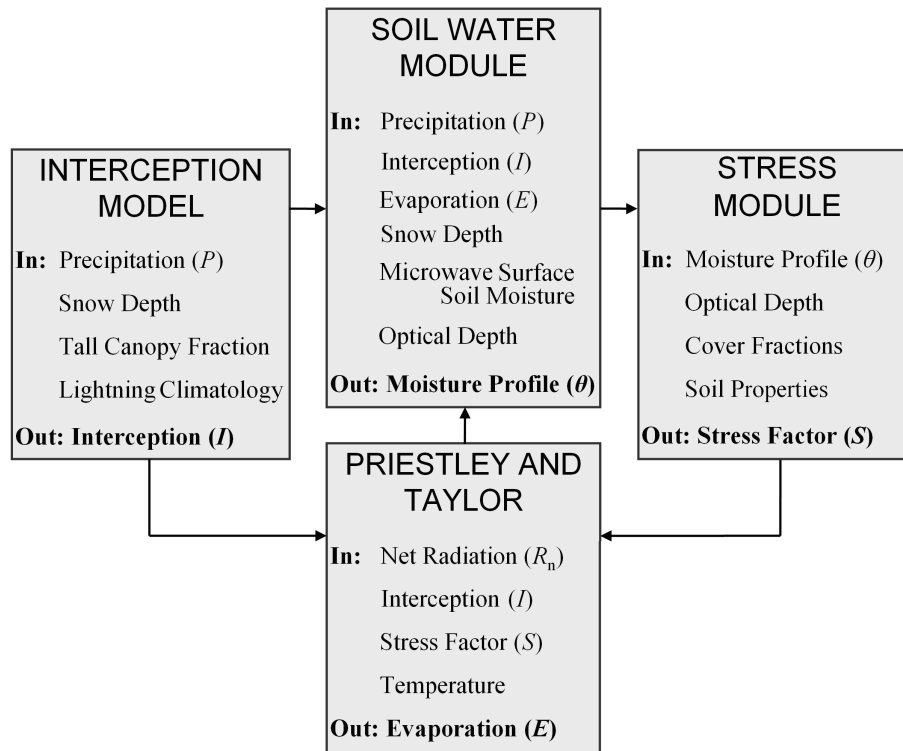 INTERCEPTION
MODEL
In: Precipitation (P)
Snow Depth
Tall Canopy Fraction
Lightning Climatology
Out: Interception (I)
SOIL WATER
MODULE
In: Precipitation (P)
Interception (I)
Evaporation (E)
Snow Depth
Microwave Surface
Soil Moisture
Optical Depth
Out: Moisture Profile (θ)
STRESS
MODULE
In: Moisture Profile (θ)
Optical Depth
Cover Fractions
Soil Properties
Out: Stress Factor (S)
PRIESTLEY AND
TAYLOR
In: Net Radiation (Rn)
Interception (I)
Stress Factor (S)
Temperature
Out: Evaporation (E)